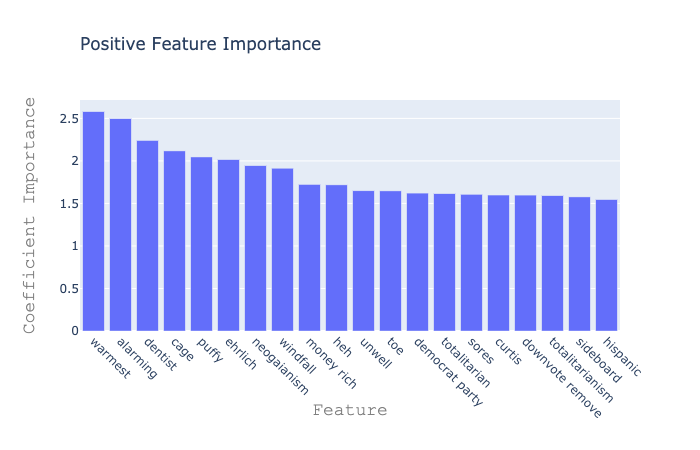 Positive Feature Importance
Coefficient Importance
2.5
2
1.5
1
0.5
0
warmest
alarming
dentist
cage
puffy
ehrlich
neogaianism
windfall
money rich
heh
unwell
toe
democrat party
totalitarian
sores
curtis
downvote remove
totalitarianism
sideboard
hispanic
Feature